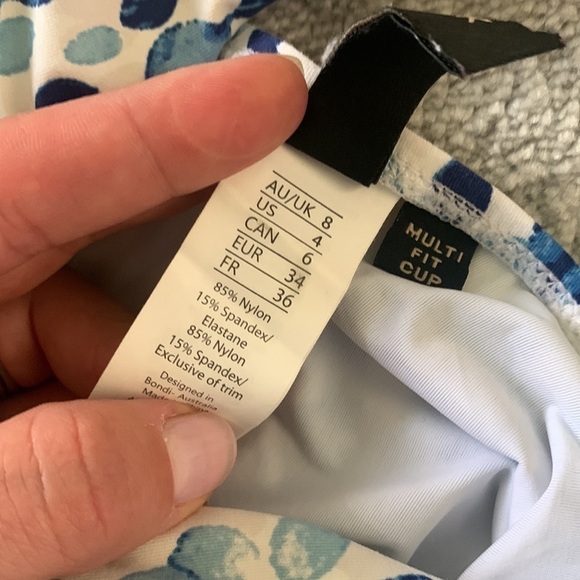 AU/UK 8
US 4
CAN 6
EUR 34
FR 36
85% Nylon
15% Spandex/
Elastane
85% Nylon
15% Spandex/
Exclusive of trim
Designed in
Bondi- Australia
MULTI
FIT
CUP